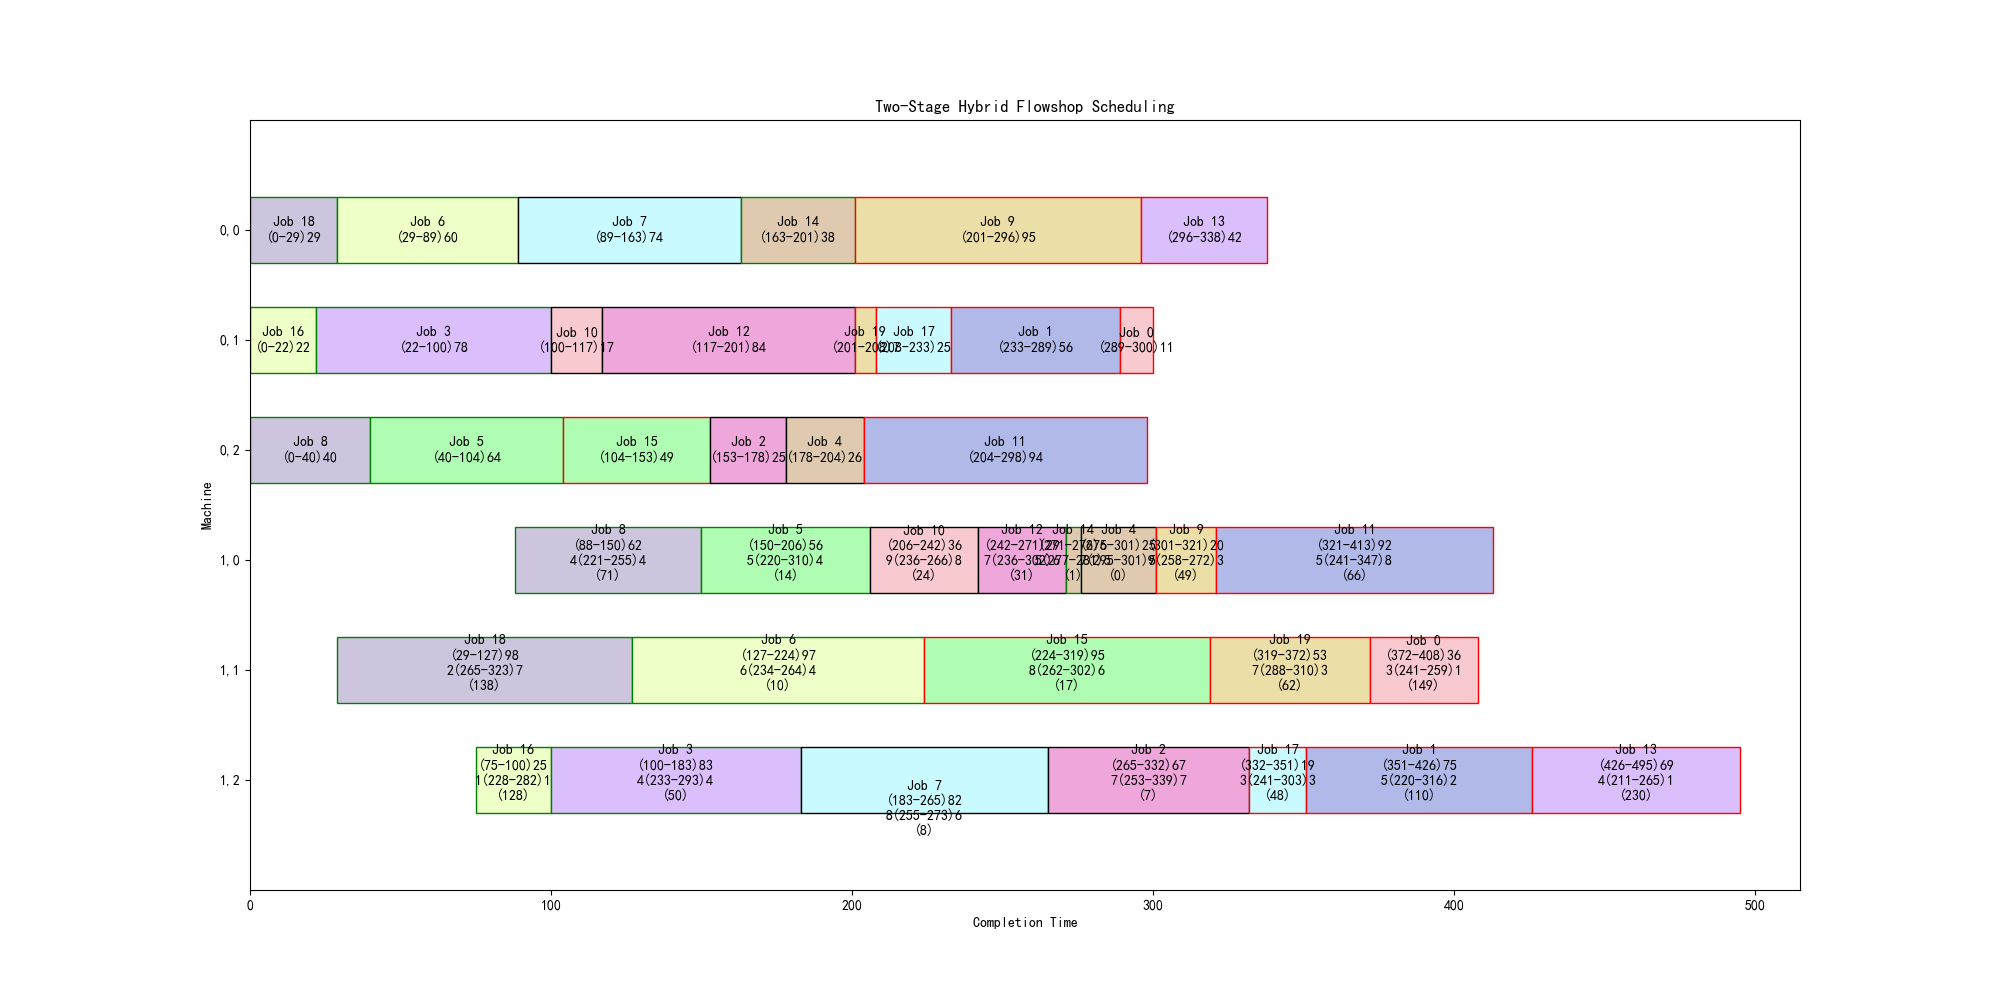 Two-Stage Hybrid Flowshop Scheduling
0,0
Job 18
(0-29)29
Job 6
(29-89)60
Job 7
(89-163)74
Job 14
(163-201)38
Job 9
(201-296)95
Job 13
(296-338)42
0,1
Job 16
(0-22)22
Job 3
(22-100)78
Job 10
(100-117)17
Job 12
(117-201)84
Job 19
(201-208)7
Job 17
(208-233)25
Job 1
(233-289)56
Job 0
(289-300)11
0,2
Job 8
(0-40)40
Job 5
(40-104)64
Job 15
(104-153)49
Job 2
(153-178)25
Job 4
(178-204)26
Job 11
(204-298)94
Machine
1,0
Job 8
(88-150)62
4(221-255)4
(71)
Job 5
(150-206)56
5(220-310)4
(14)
Job 10
(206-242)36
9(236-266)8
(24)
Job 12
(242-271)29
(31)
Job 14
(271-276)5
(1)
Job 4
(276-301)25
(0)
Job 9
(301-321)20
(49)
Job 11
(321-413)92
5(241-347)8
(66)
1,1
Job 18
(29-127)98
2(265-323)7
(138)
Job 6
(127-224)97
6(234-264)4
(10)
Job 15
(224-319)95
8(262-302)6
(17)
Job 19
(319-372)53
7(288-310)3
(62)
Job 0
(372-408)36
3(241-259)1
(149)
1,2
Job 16
(75-100)25
1(228-282)1
(128)
Job 3
(100-183)83
4(233-293)4
(50)
Job 7
(183-265)82
8(255-273)6
(8)
Job 2
(265-332)67
7(253-339)7
(7)
Job 17
(332-351)19
3(241-303)3
(48)
Job 1
(351-426)75
5(220-316)2
(110)
Job 13
(426-495)69
4(211-265)1
(230)
0
100
200
300
400
500
Completion Time